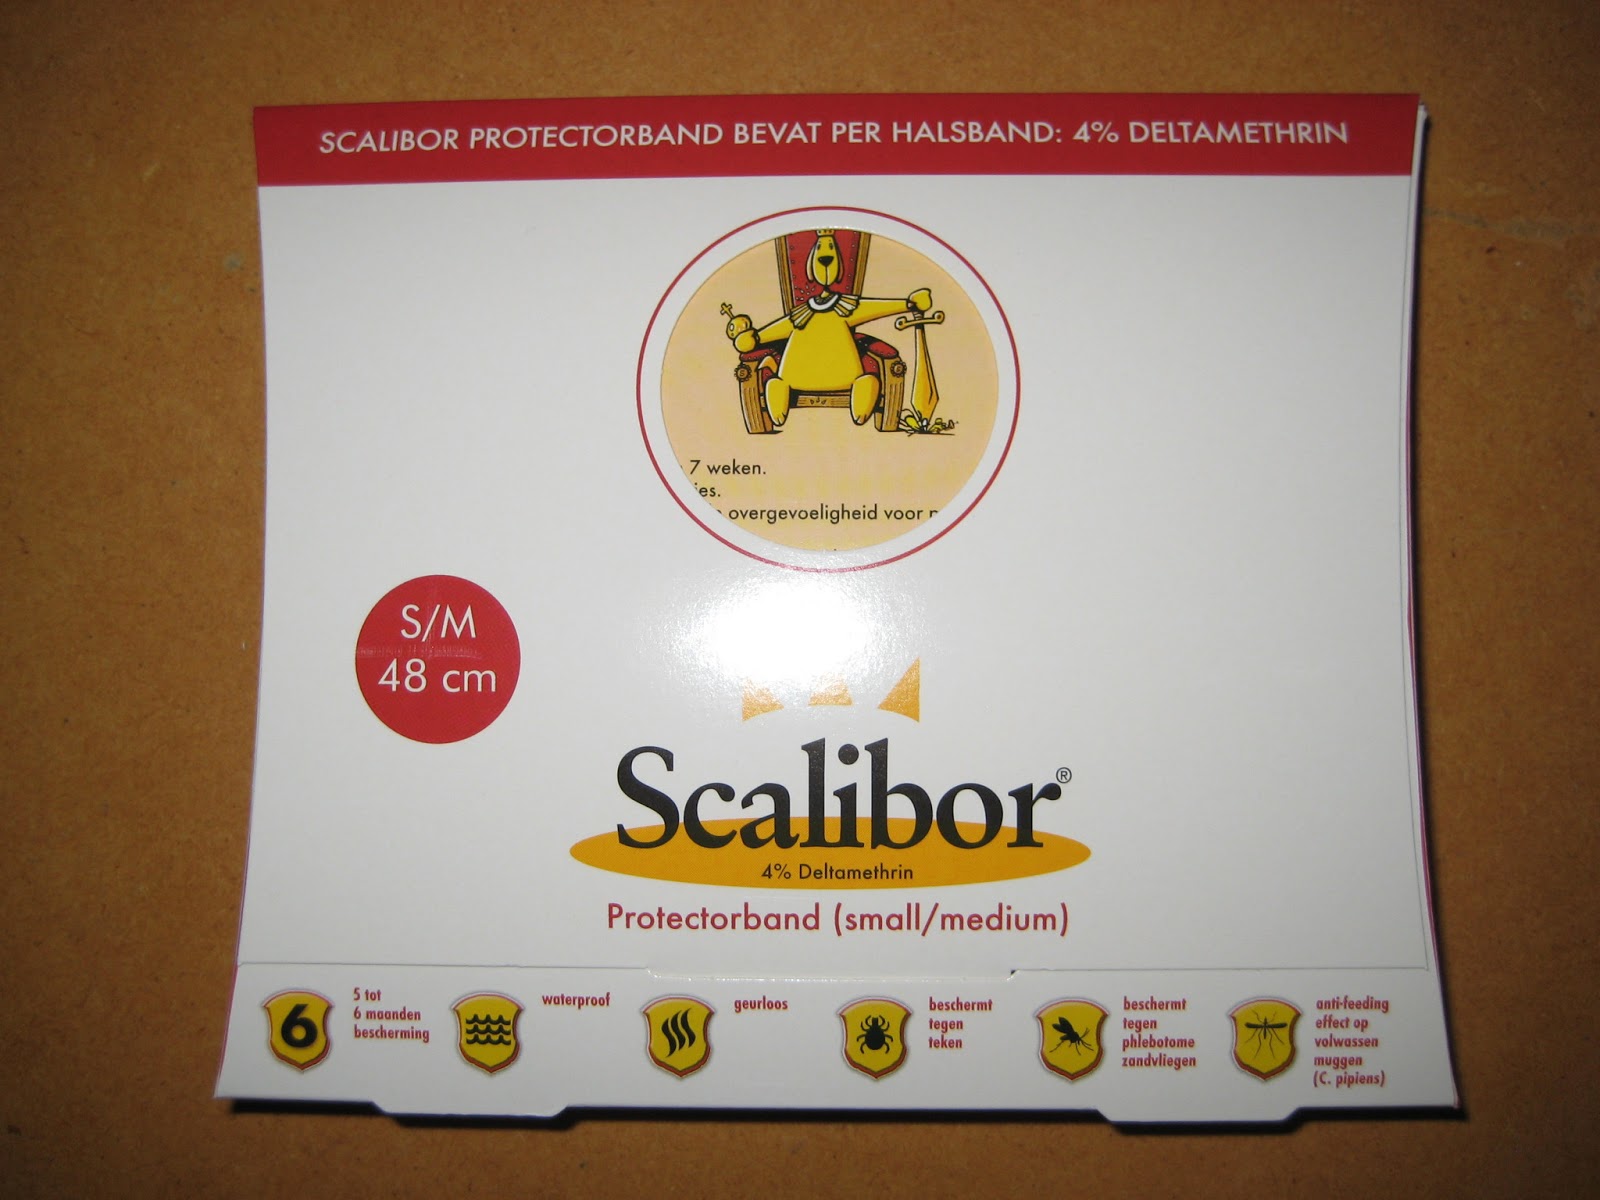 SCALIBOR PROTECTORBAND BEVAT PER HALSBAND: 4% DELTAMETHRIN
7 weken.
overgevoeligheid voor
S/M
48 cm
Scalibor®
4% Deltamethrin
Protectorband (small/medium)
6
5 tot
6 maanden
bescherming
waterproof
geurloos
beschermt
tegen
teken
beschermt
tegen
phlebotome
zandvliegen
anti-feeding
effect op
volwassen
muggen
(C. pipiens)